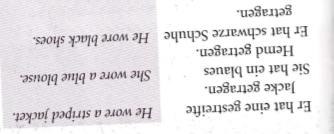 Er hat eine gestreifte
Jacke getragen.
He wore a striped jacket.
Sie hat ein blaues
Hemd getragen.
She wore a blue blouse.
Er hat schwarze Schuhe
getragen.
He wore black shoes.